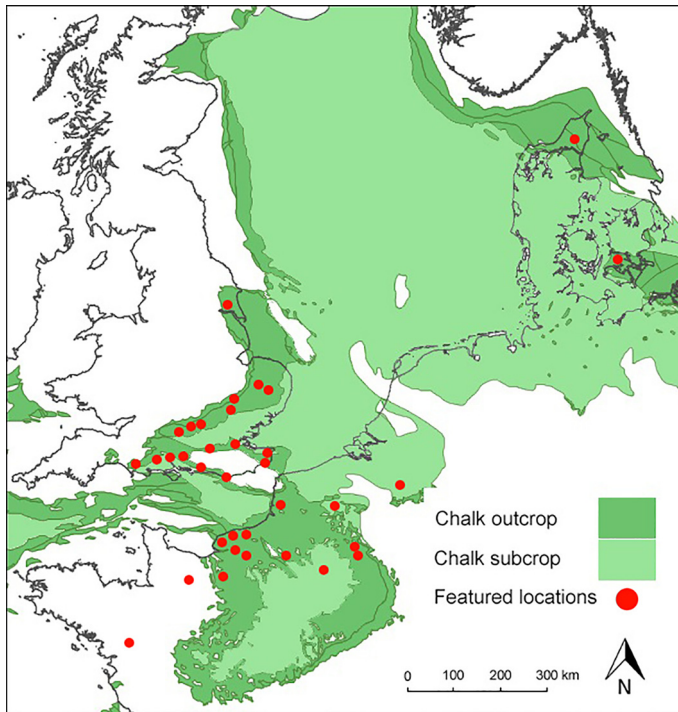 Chalk outcrop
Chalk subcrop
Featured locations
0 100 200 300 km
N